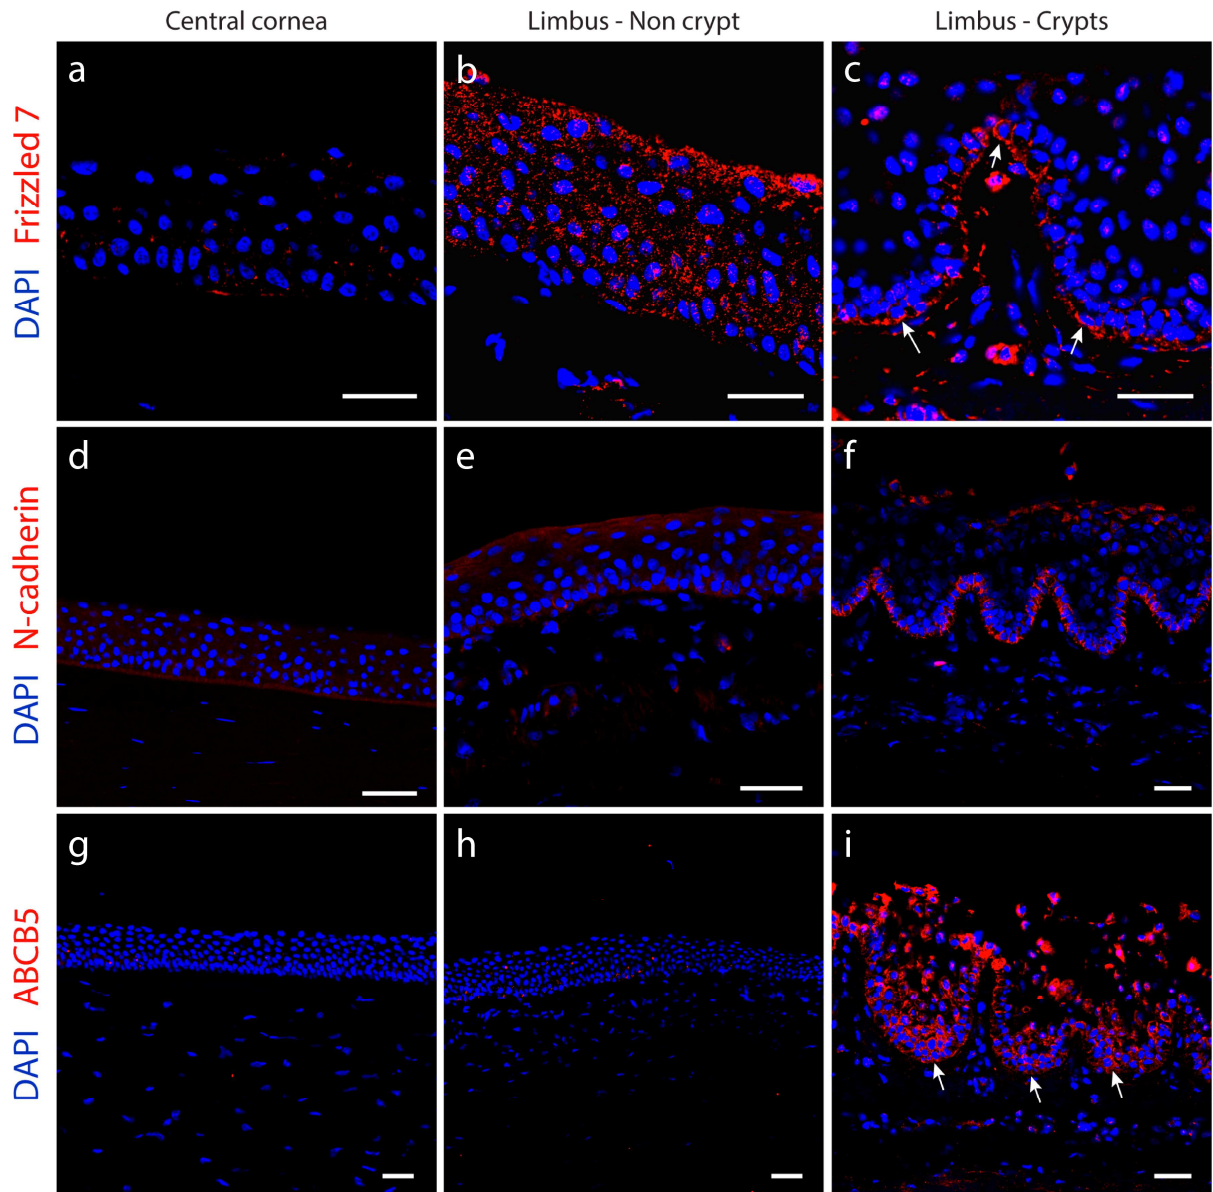 Central cornea
Limbus - Non crypt
Limbus - Crypts
DAPI Frizzled 7
a
b
c
DAPI N-cadherin
d
e
f
DAPI ABCB5
g
h
i